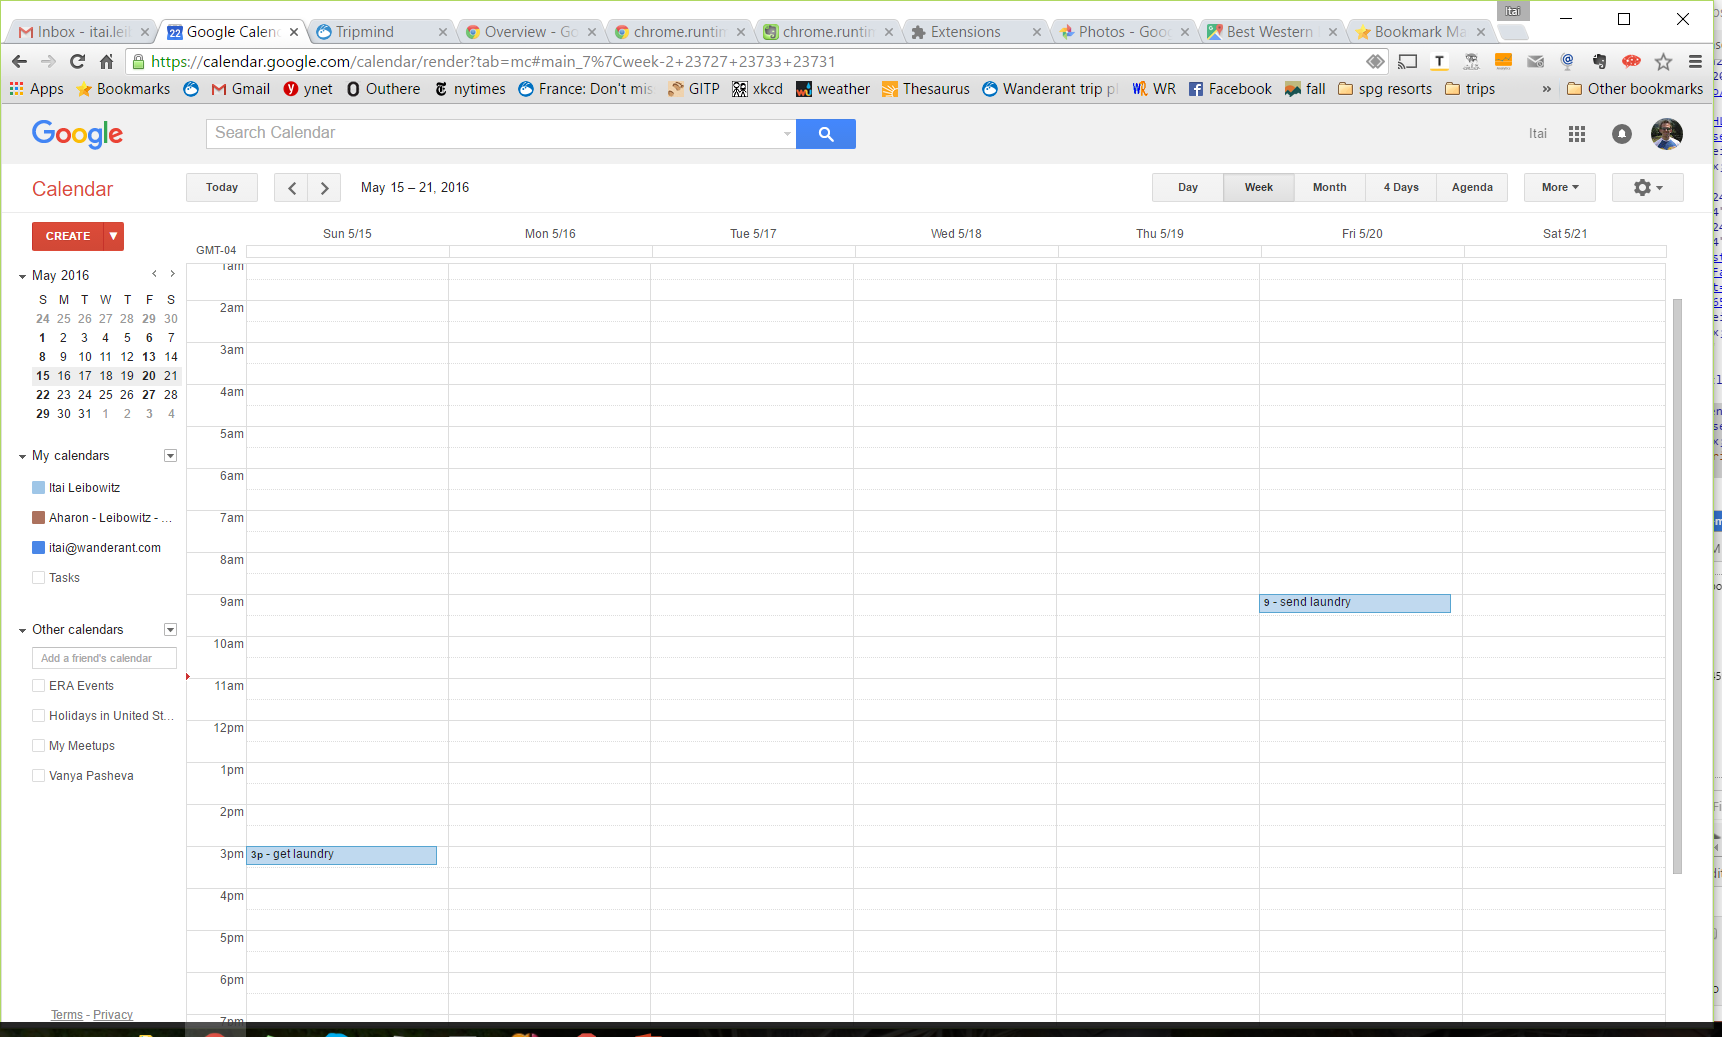 Itai
Inbox - itai.leil
Google Calen
Tripmind
Overview - Go
chrome.runtin
chrome.runtin
Extensions
Photos - Goo
Best Western
Bookmark Ma
https://calendar.google.com/calendar/render?tab=mc#main_7%7Cweek-2+23727+23733+23731
Apps
Bookmarks
Gmail
ynet
Outhere
nytimes
France: Don't mis
GITP
xkcd
weather
Thesaurus
Wanderant trip pl
WR
Facebook
fall
spg resorts
trips
»
Other bookmarks
Google
Search Calendar
Itai
Calendar
Today
May 15 – 21, 2016
Day
Week
Month
4 Days
Agenda
More
CREATE
GMT-04
Sun 5/15
Mon 5/16
Tue 5/17
Wed 5/18
Thu 5/19
Fri 5/20
Sat 5/21
May 2016
S M T W T F S
24 25 26 27 28 29 30
1 2 3 4 5 6 7
8 9 10 11 12 13 14
15 16 17 18 19 20 21
22 23 24 25 26 27 28
29 30 31 1 2 3 4
My calendars
Itai Leibowitz
Aharon - Leibowitz - ...
itai@wanderant.com
Tasks
Other calendars
Add a friend's calendar
ERA Events
Holidays in United St...
My Meetups
Vanya Pasheva
Terms - Privacy
1am
2am
3am
4am
5am
6am
7am
8am
9am
9 - send laundry
10am
11am
12pm
1pm
2pm
3pm
3p - get laundry
4pm
5pm
6pm
7pm